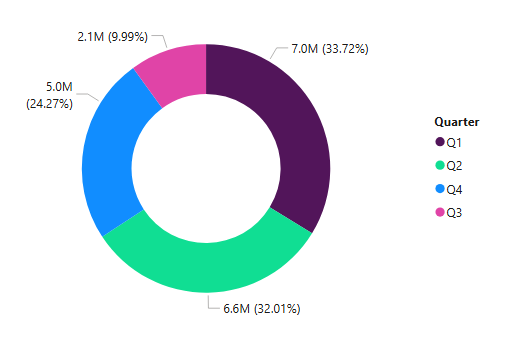 2.1M (9.99%)
7.0M (33.72%)
5.0M
(24.27%)
6.6M (32.01%)
Quarter
Q1
Q2
Q4
Q3